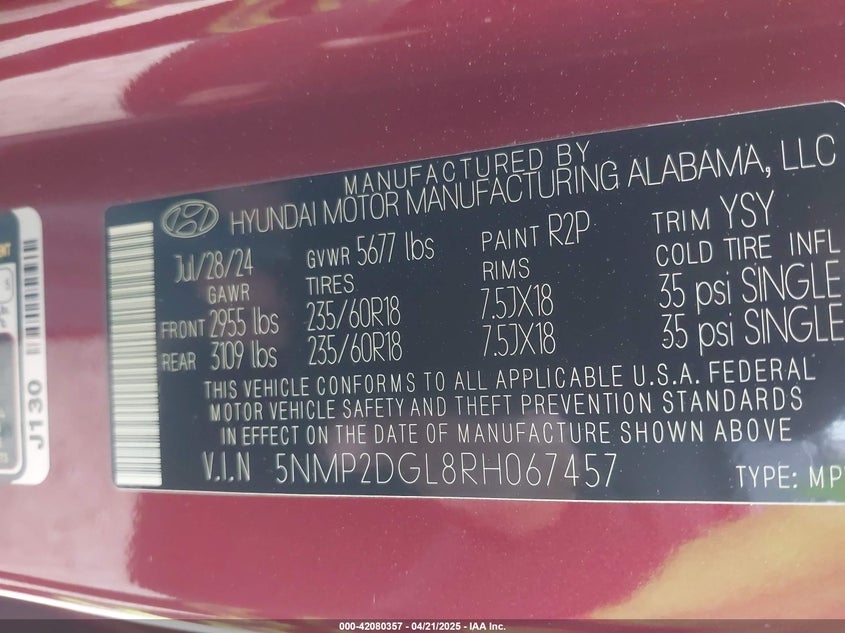 MANUFACTURED BY
HYUNDAI MOTOR MANUFACTURING ALABAMA, LLC
Jul/28/24 GVWR 5677 lbs PAINT R2P TRIM YSY
GAWR TIRES RIMS COLD TIRE INFL
FRONT 2955 lbs 235/60R18 7.5JX18 35 psi SINGLE
REAR 3109 lbs 235/60R18 7.5JX18 35 psi SINGLE
THIS VEHICLE CONFORMS TO ALL APPLICABLE U.S.A. FEDERAL
MOTOR VEHICLE SAFETY AND THEFT PREVENTION STANDARDS
IN EFFECT ON THE DATE OF MANUFACTURE SHOWN ABOVE
V.I.N 5NMP2DGL8RH067457
TYPE: MP
J130
000-42080357 - 04/21/2025 - IAA Inc.